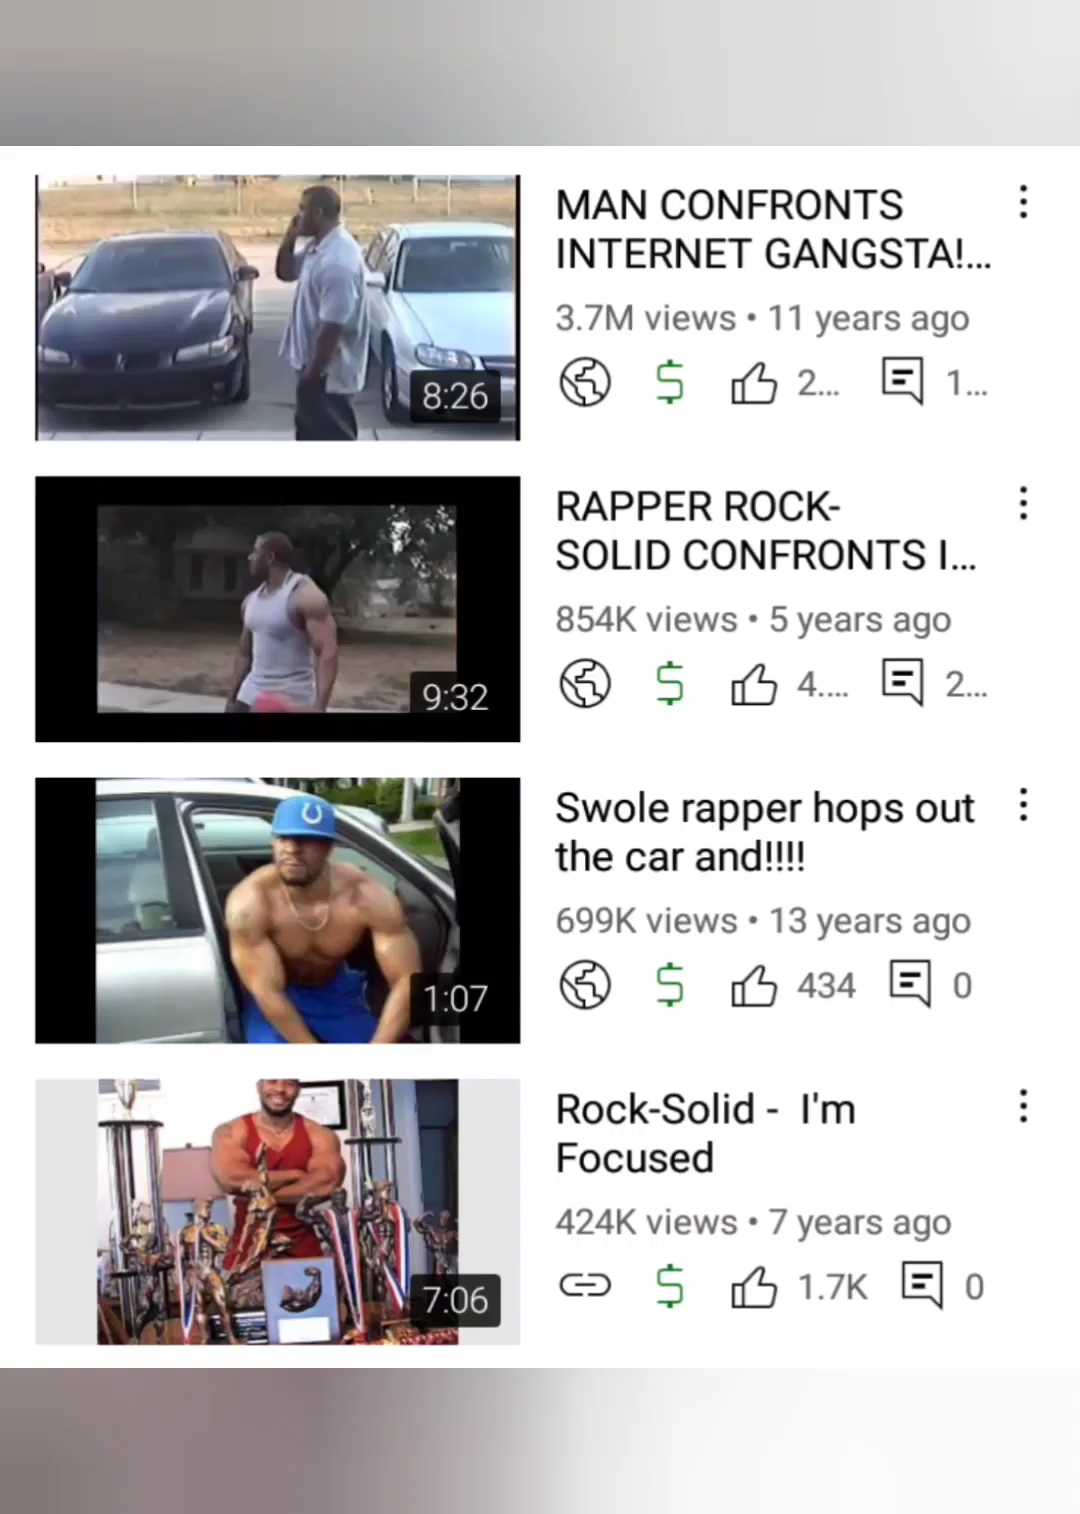 MAN CONFRONTS
INTERNET GANGSTA!...
3.7M views • 11 years ago
2... 1...
8:26
RAPPER ROCK-
SOLID CONFRONTS I...
854K views • 5 years ago
4.... 2...
9:32
Swole rapper hops out
the car and!!!!
699K views • 13 years ago
434 0
1:07
Rock-Solid - I'm
Focused
424K views • 7 years ago
1.7K 0
7:06